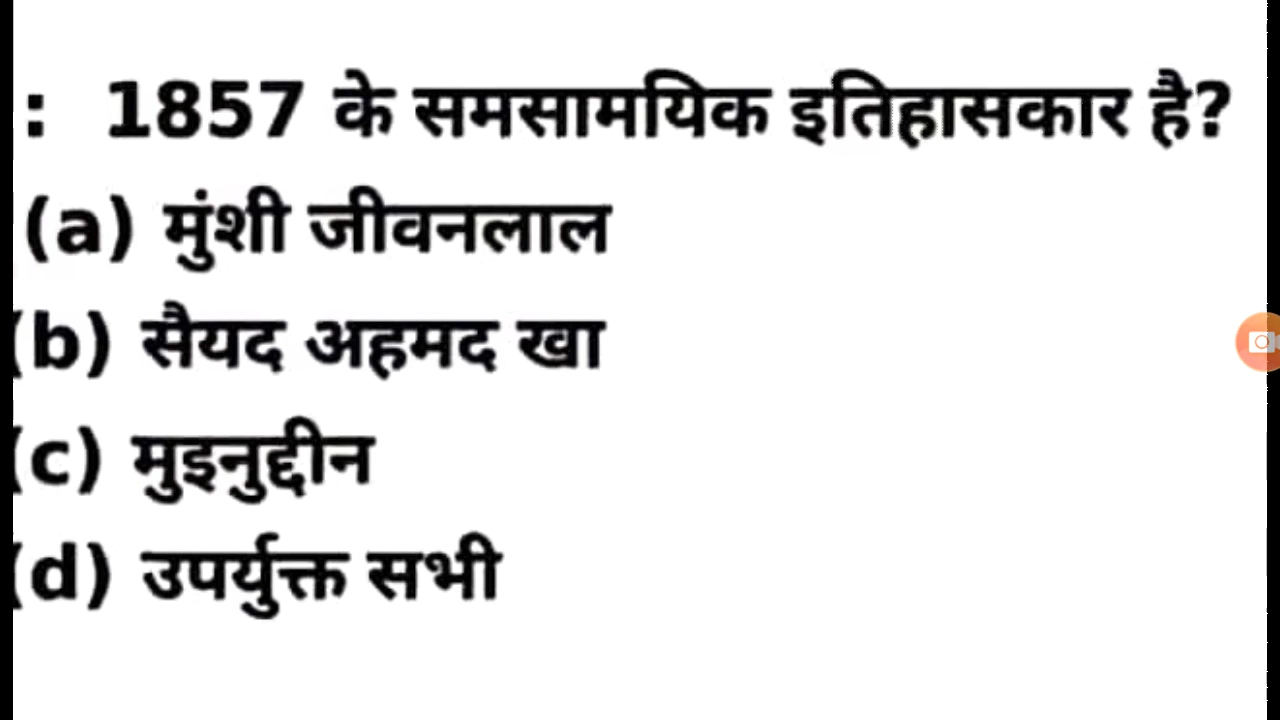 : 1857 के समसामयिक इतिहासकार है?
(a) मुंशी जीवनलाल
(b) सैयद अहमद खा
(c) मुइनुद्दीन
(d) उपर्युक्त सभी